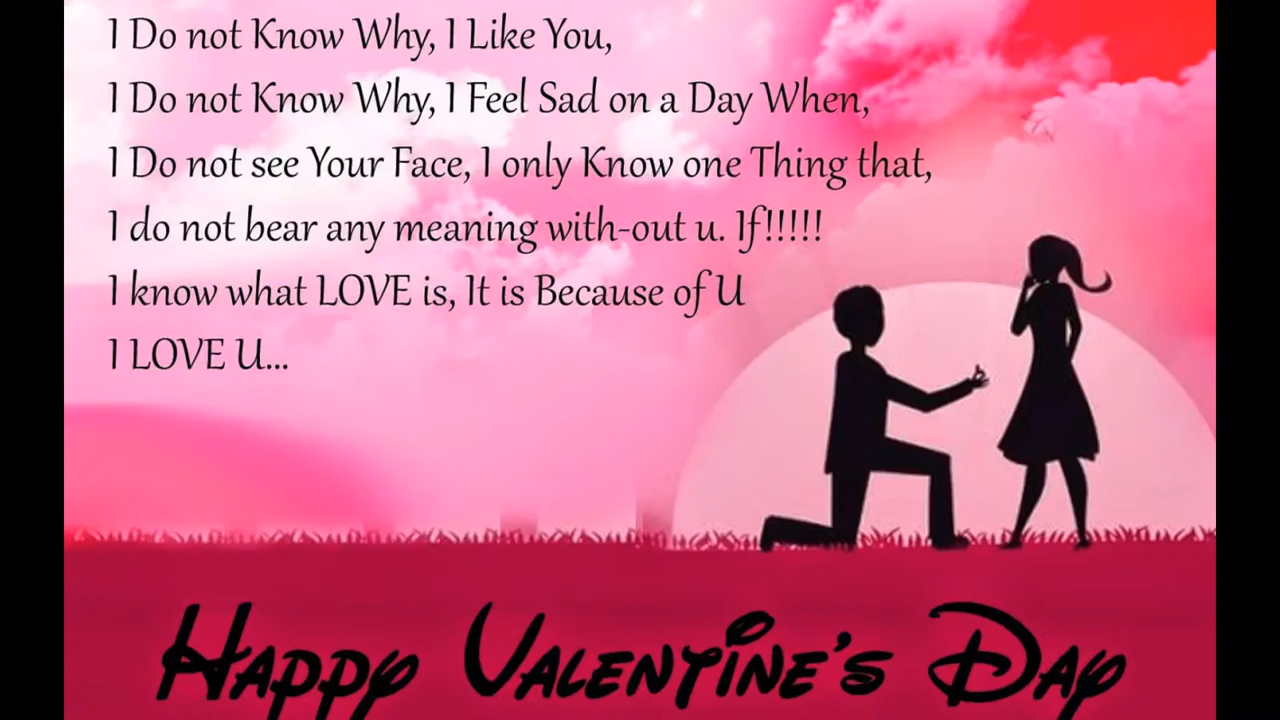 I Do not Know Why, I Like You,
I Do not Know Why, I Feel Sad on a Day When,
I Do not see Your Face, I only Know one Thing that,
I do not bear any meaning with-out u. If!!!!!
I know what LOVE is, It is Because of U
I LOVE U...
Happy Valentine's Day